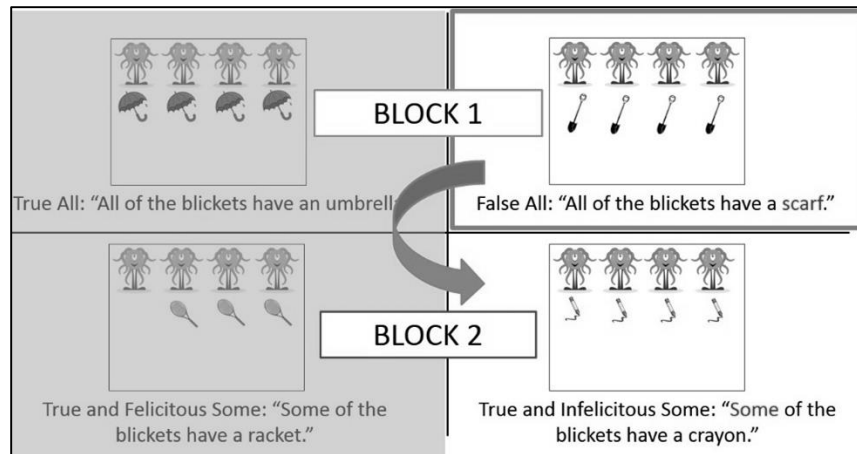 BLOCK 1
True All: “All of the blickets have an umbrella
False All: “All of the blickets have a scarf.”
BLOCK 2
True and Felicitous Some: “Some of the
blickets have a racket.”
True and Infelicitous Some: “Some of the
blickets have a crayon.”